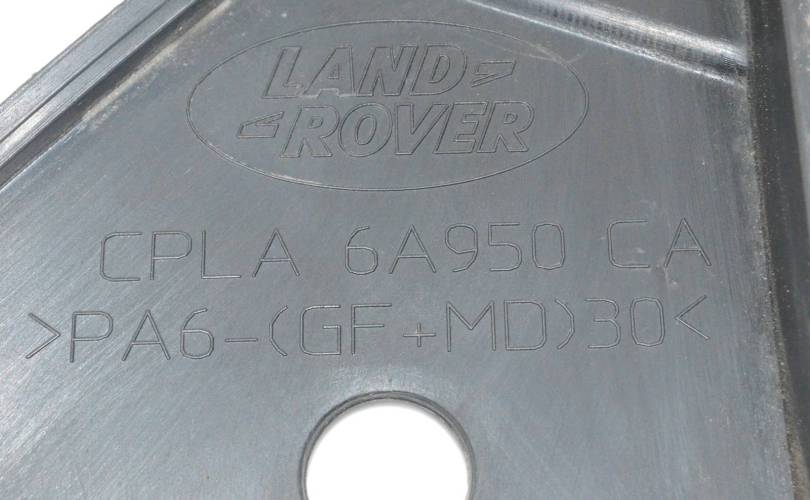 LAND
ROVER
CPLA 6A950 CA
>PA6-(GF+MD)30<